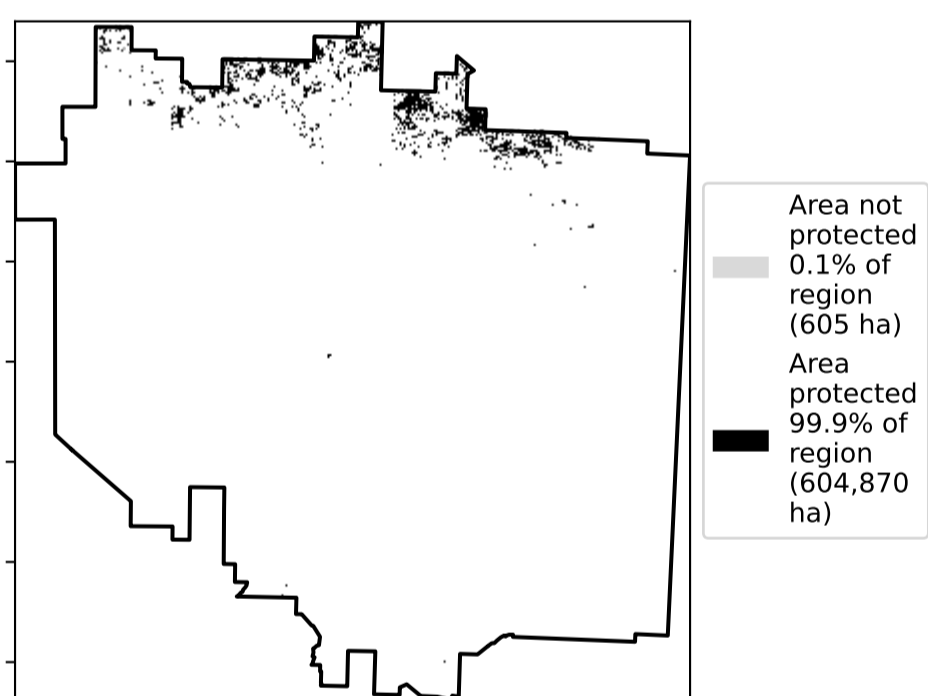 Area not
protected
0.1% of
region
(605 ha)
Area
protected
99.9% of
region
(604,870
ha)